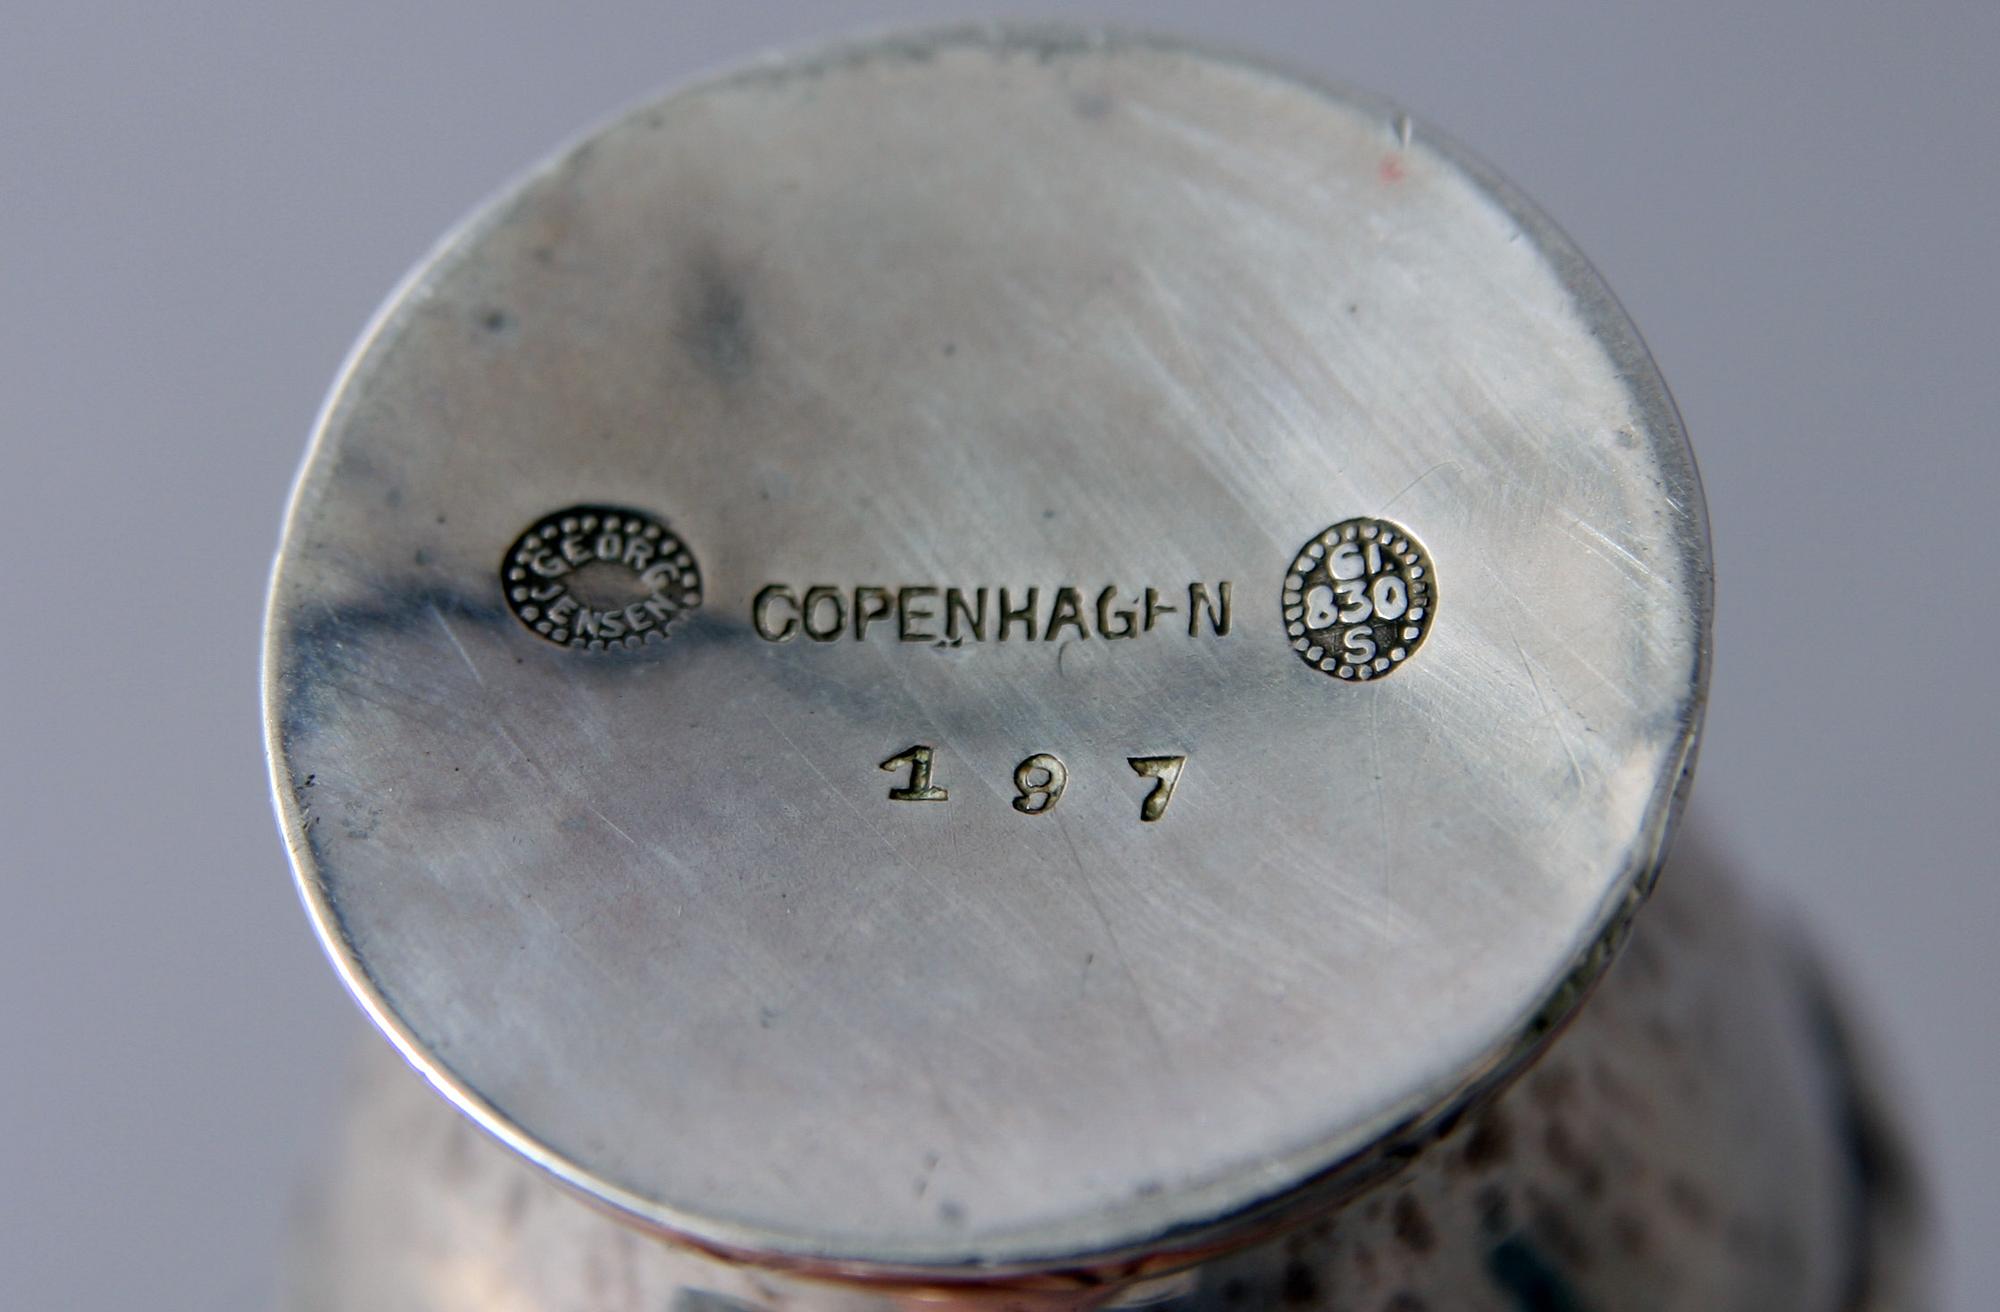 GEORG
JENSEN
COPENHAGEN
GI
830
S
197